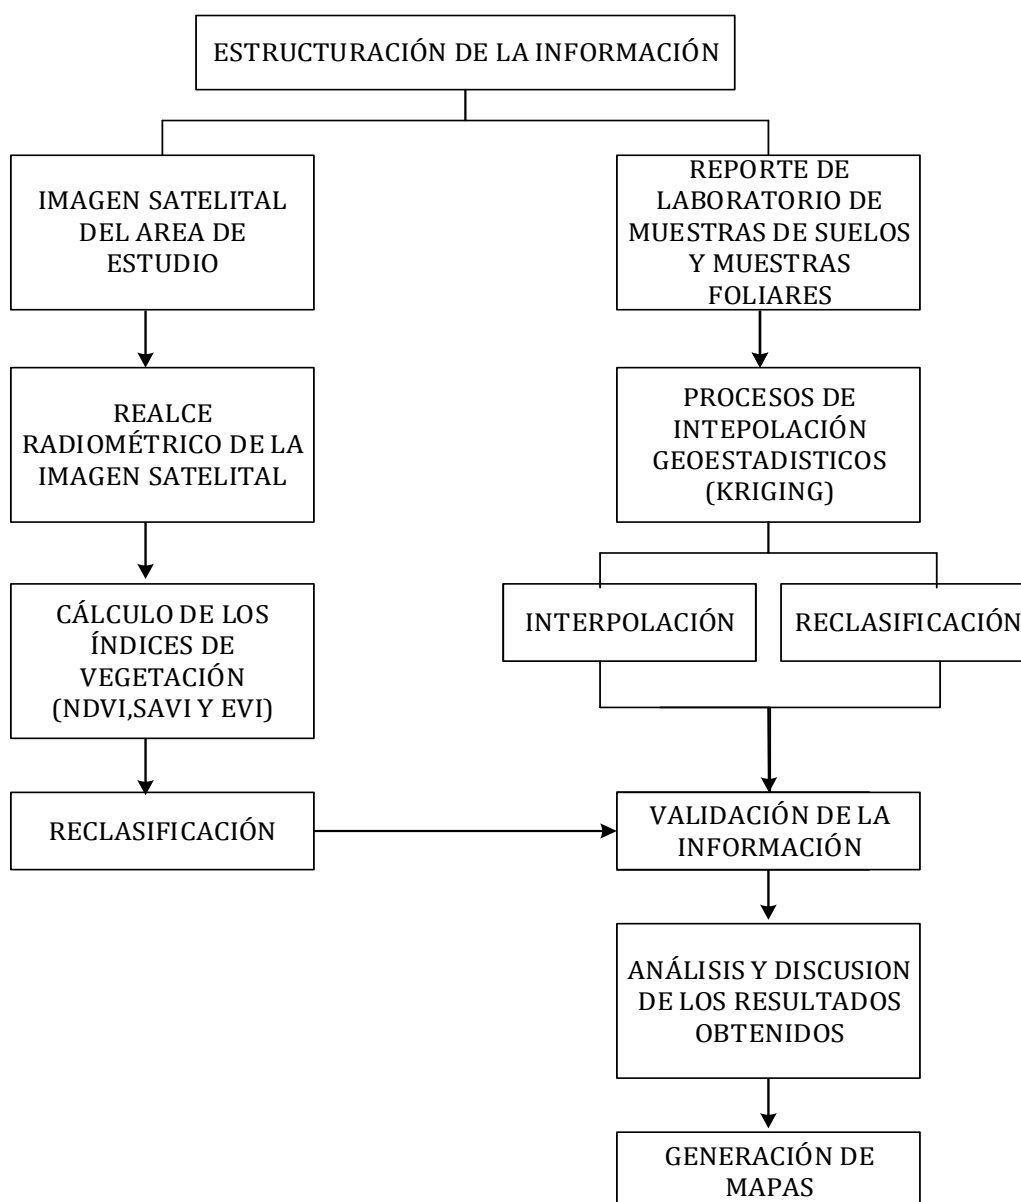 ESTRUCTURACIÓN DE LA INFORMACIÓN
IMAGEN SATELITAL
DEL AREA DE
ESTUDIO
REPORTE DE
LABORATORIO DE
MUESTRAS DE SUELOS
Y MUESTRAS
FOLIARES
REALCE
RADIOMÉTRICO DE LA
IMAGEN SATELITAL
PROCESOS DE
INTEPOLACIÓN
GEOESTADISTICOS
(KRIGING)
CÁLCULO DE LOS
ÍNDICES DE
VEGETACIÓN
(NDVI,SAVI Y EVI)
INTERPOLACIÓN
RECLASIFICACIÓN
RECLASIFICACIÓN
VALIDACIÓN DE LA
INFORMACIÓN
ANÁLISIS Y DISCUSION
DE LOS RESULTADOS
OBTENIDOS
GENERACIÓN DE
MAPAS